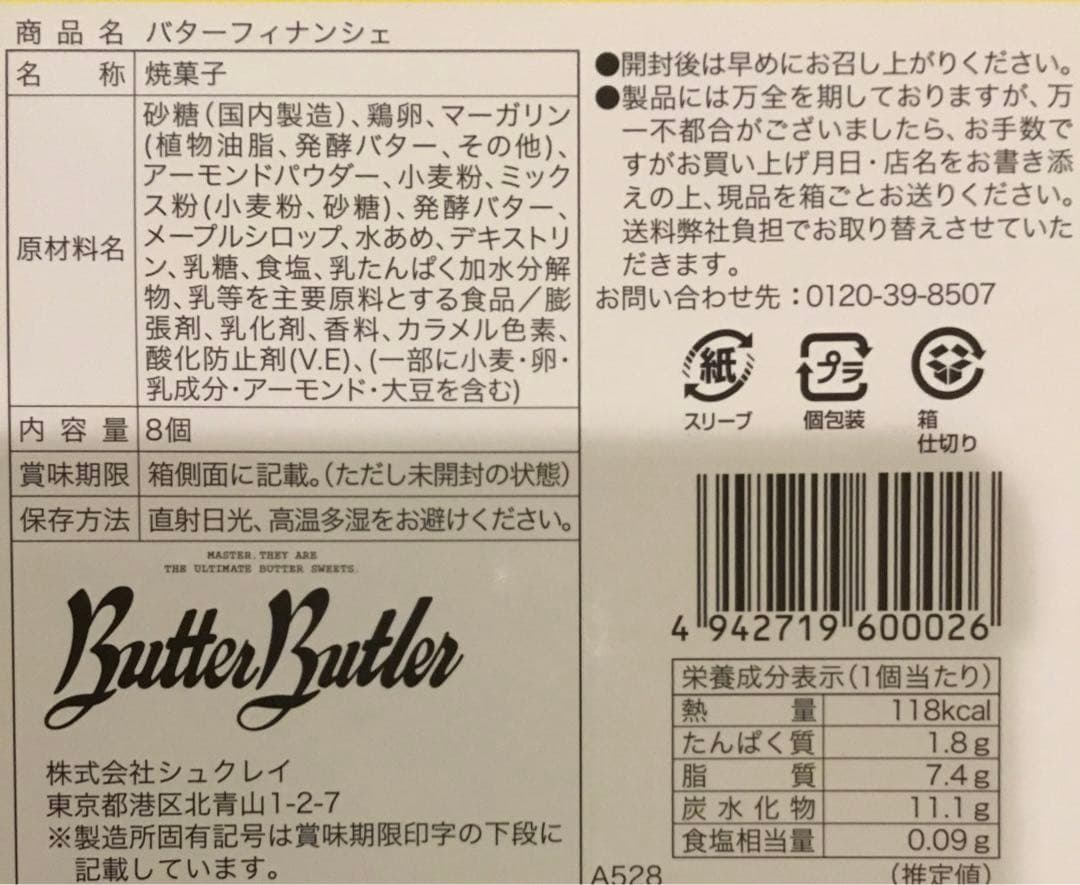 商品名 バターフィナンシェ
名称 焼菓子
原材料名
砂糖(国内製造)、鶏卵、マーガリン
(植物油脂、発酵バター、その他)、
アーモンドパウダー、小麦粉、ミック
ス粉(小麦粉、砂糖)、発酵バター、
メープルシロップ、水あめ、デキストリ
ン、乳糖、食塩、乳たんぱく加水分解
物、乳等を主要原料とする食品/膨
張剤、乳化剤、香料、カラメル色素、
酸化防止剤(V.E)、(一部に小麦・卵・
乳成分・アーモンド・大豆を含む)
内容量 8個
賞味期限 箱側面に記載。(ただし未開封の状態)
保存方法 直射日光、高温多湿をお避けください。
MASTER, THEY ARE
THE ULTIMATE BUTTER SWEETS.
Butter Butler
株式会社シュクレイ
東京都港区北青山1-2-7
※製造所固有記号は賞味期限印字の下段に
記載しています。
●開封後は早めにお召し上がりください。
●製品には万全を期しておりますが、万
一不都合がございましたら、お手数で
すがお買い上げ月日・店名をお書き添
えの上、現品を箱ごとお送りください。
送料弊社負担でお取り替えさせていた
だきます。
お問い合わせ先:0120-39-8507
紙 プラ
スリーブ 個包装 箱
仕切り
4 942719 600026
栄養成分表示(1個当たり)
熱量 118kcal
たんぱく質 1.8g
脂質 7.4g
炭水化物 11.1g
食塩相当量 0.09g
A528 (推定値)